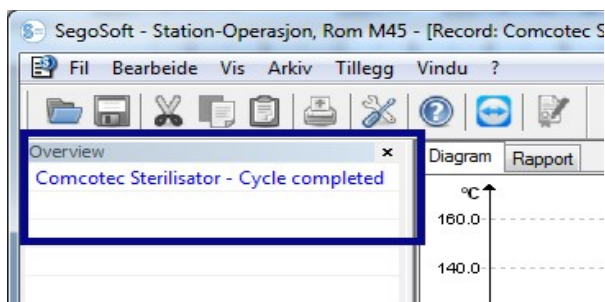 SegoSoft - Station-Operasjon, Rom M45 - [Record: Comcotec S
Fil Bearbeide Vis Arkiv Tillegg Vindu ?
Overview
Diagram Rapport
Comcotec Sterilisator - Cycle completed
°C
160.0
140.0